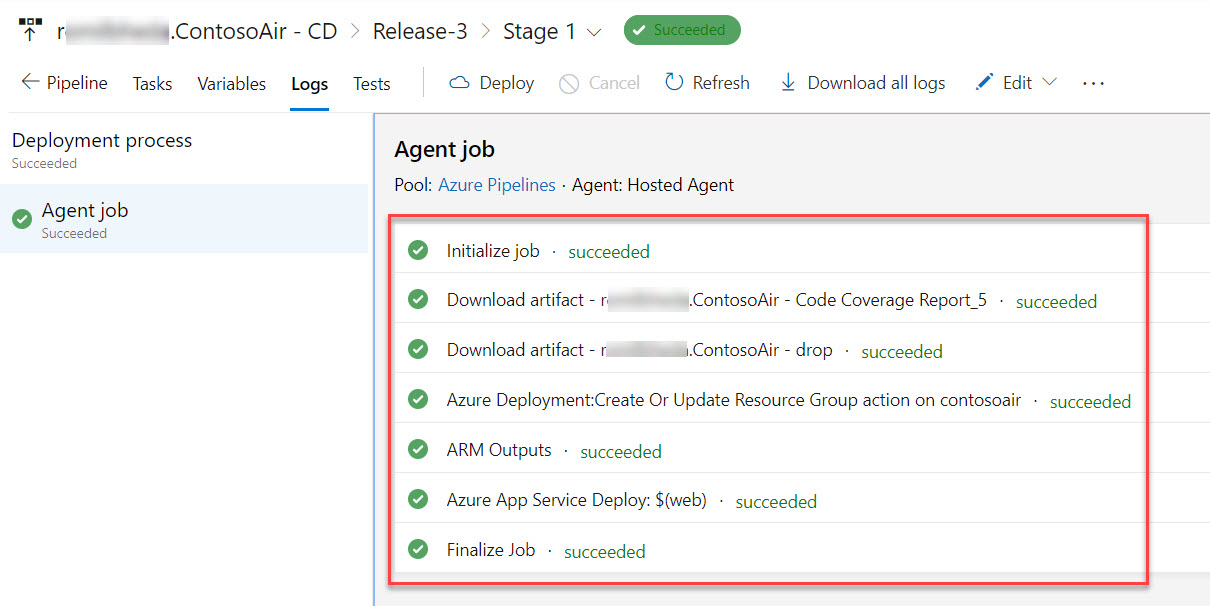 .ContosoAir - CD > Release-3 > Stage 1 Succeeded
Pipeline Tasks Variables Logs Tests Deploy Cancel Refresh Download all logs Edit ...
Deployment process
Succeeded
Agent job
Succeeded
Agent job
Pool: Azure Pipelines · Agent: Hosted Agent
Initialize job · succeeded
Download artifact - .ContosoAir - Code Coverage Report_5 · succeeded
Download artifact - .ContosoAir - drop · succeeded
Azure Deployment:Create Or Update Resource Group action on contosoair · succeeded
ARM Outputs · succeeded
Azure App Service Deploy: $(web) · succeeded
Finalize Job · succeeded